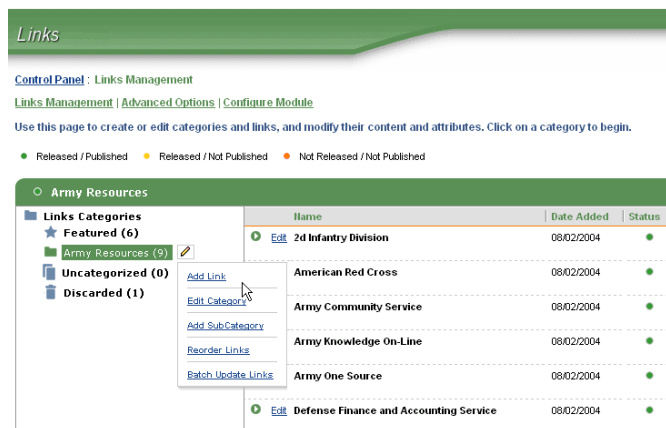 Links
Control Panel : Links Management
Links Management | Advanced Options | Configure Module
Use this page to create or edit categories and links, and modify their content and attributes. Click on a category to begin.
Released / Published Released / Not Published Not Released / Not Published
Army Resources
Links Categories
Featured (6)
Army Resources (9)
Uncategorized (0)
Discarded (1)
Add Link
Edit Category
Add SubCategory
Reorder Links
Batch Update Links
Name Date Added Status
Edit 2d Infantry Division 08/02/2004
American Red Cross 08/02/2004
Army Community Service 08/02/2004
Army Knowledge On-Line 08/02/2004
Army One Source 08/02/2004
Edit Defense Finance and Accounting Service 08/02/2004